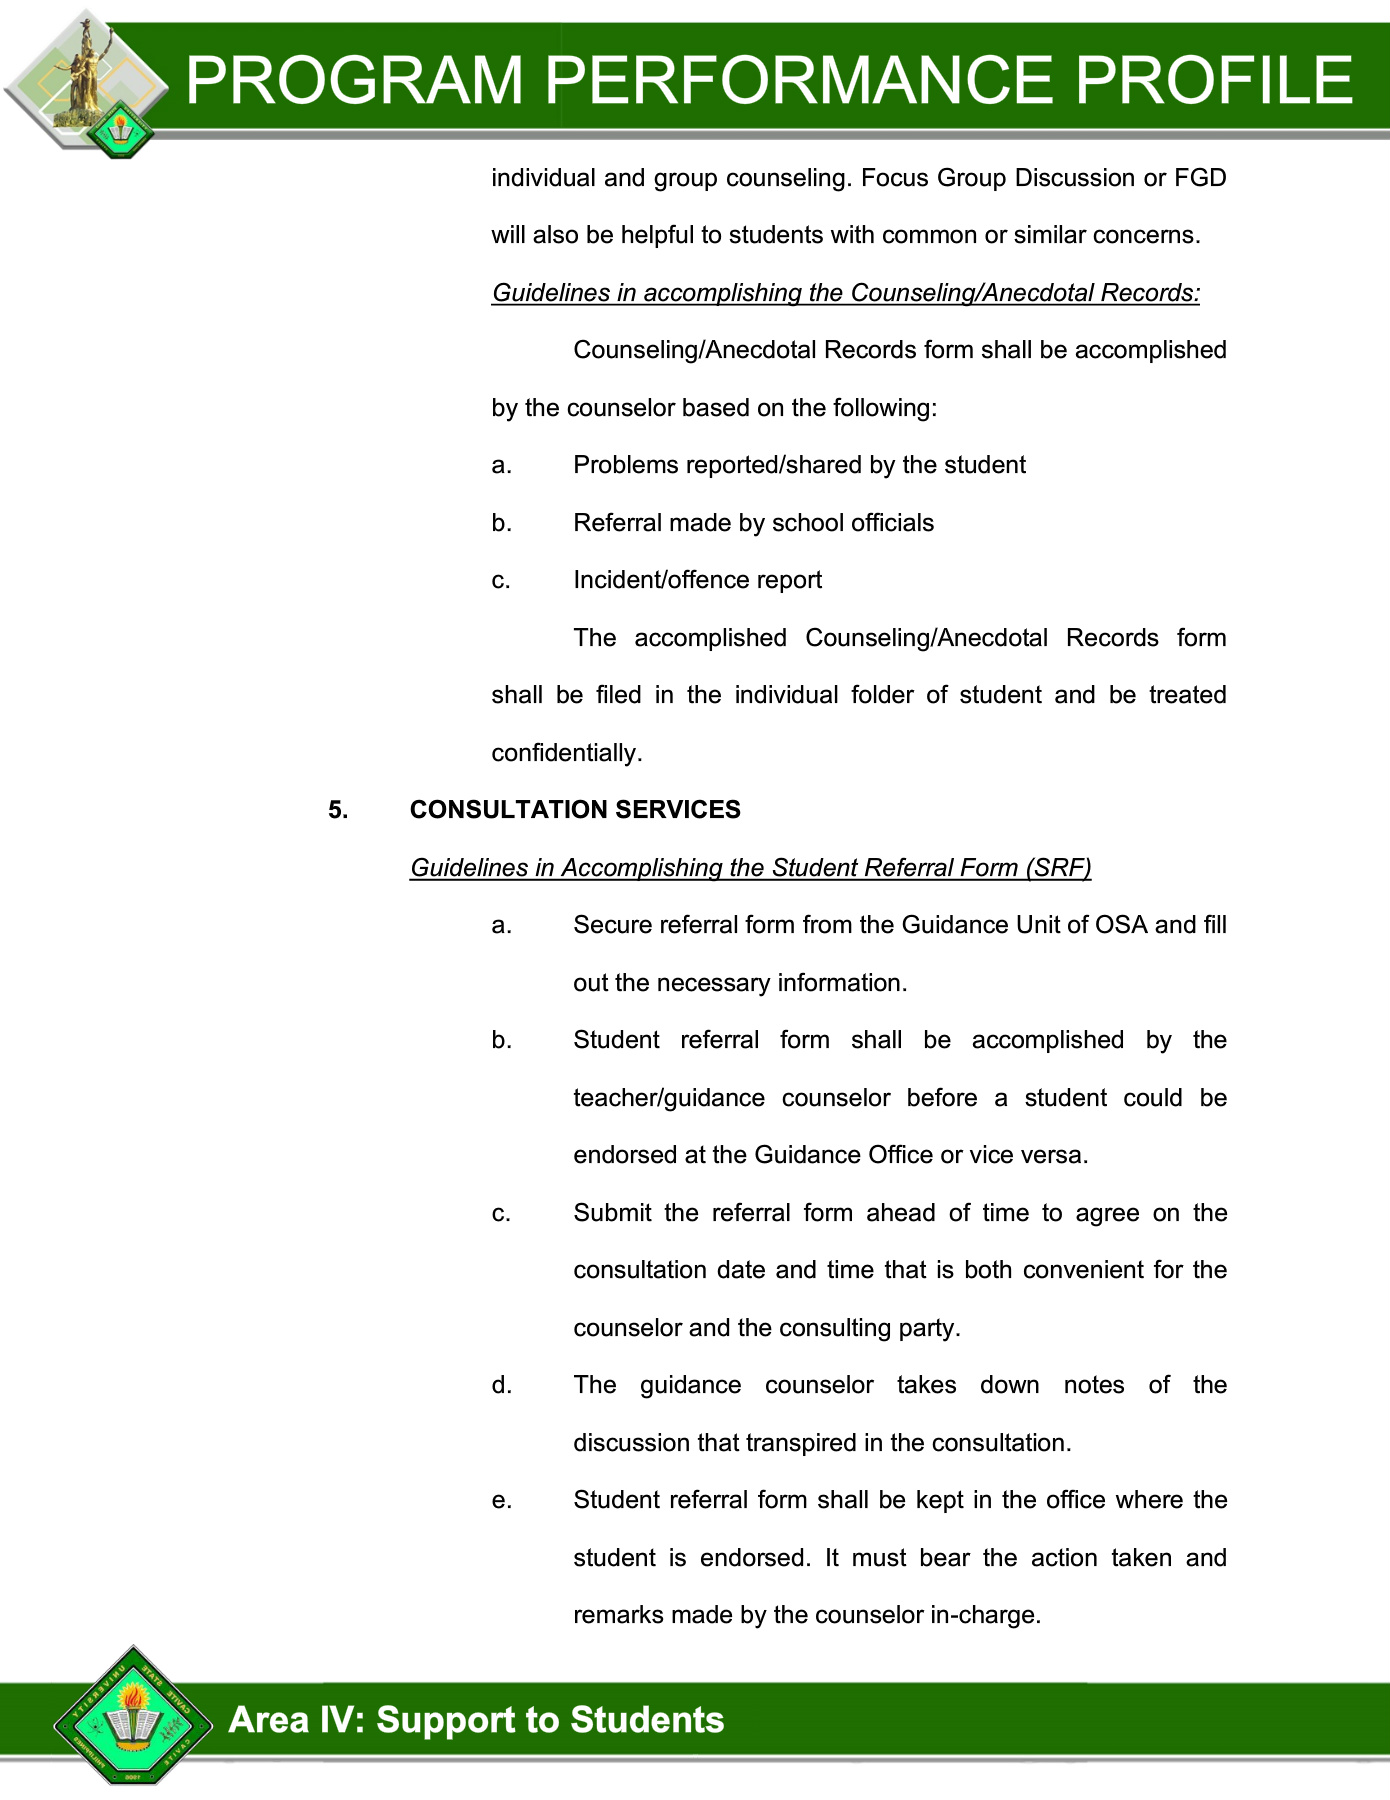 PROGRAM PERFORMANCE PROFILE
individual and group counseling. Focus Group Discussion or FGD
will also be helpful to students with common or similar concerns.
Guidelines in accomplishing the Counseling/Anecdotal Records:
Counseling/Anecdotal Records form shall be accomplished
by the counselor based on the following:
a. Problems reported/shared by the student
b. Referral made by school officials
c. Incident/offence report
The accomplished Counseling/Anecdotal Records form
shall be filed in the individual folder of student and be treated
confidentially.
5. CONSULTATION SERVICES
Guidelines in Accomplishing the Student Referral Form (SRF)
a. Secure referral form from the Guidance Unit of OSA and fill
out the necessary information.
b. Student referral form shall be accomplished by the
teacher/guidance counselor before a student could be
endorsed at the Guidance Office or vice versa.
c. Submit the referral form ahead of time to agree on the
consultation date and time that is both convenient for the
counselor and the consulting party.
d. The guidance counselor takes down notes of the
discussion that transpired in the consultation.
e. Student referral form shall be kept in the office where the
student is endorsed. It must bear the action taken and
remarks made by the counselor in-charge.
CAVITE STATE UNIVERSITY
CAVITE PHILIPPINES
Area IV: Support to Students